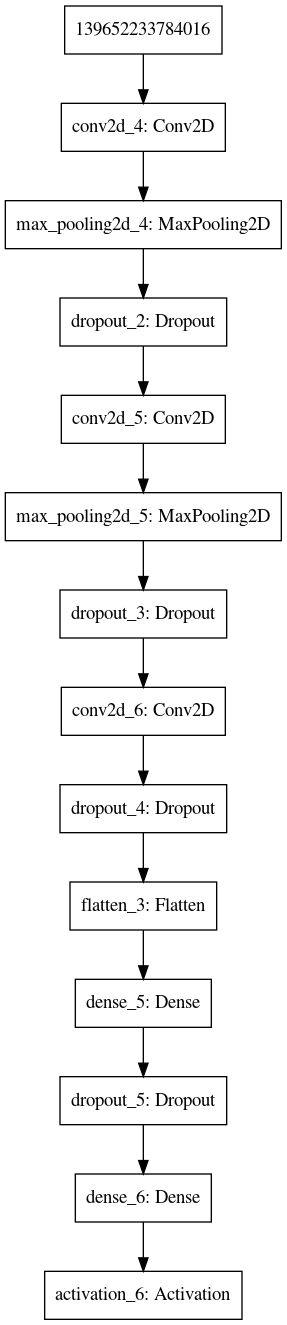 139652233784016
conv2d_4: Conv2D
max_pooling2d_4: MaxPooling2D
dropout_2: Dropout
conv2d_5: Conv2D
max_pooling2d_5: MaxPooling2D
dropout_3: Dropout
conv2d_6: Conv2D
dropout_4: Dropout
flatten_3: Flatten
dense_5: Dense
dropout_5: Dropout
dense_6: Dense
activation_6: Activation